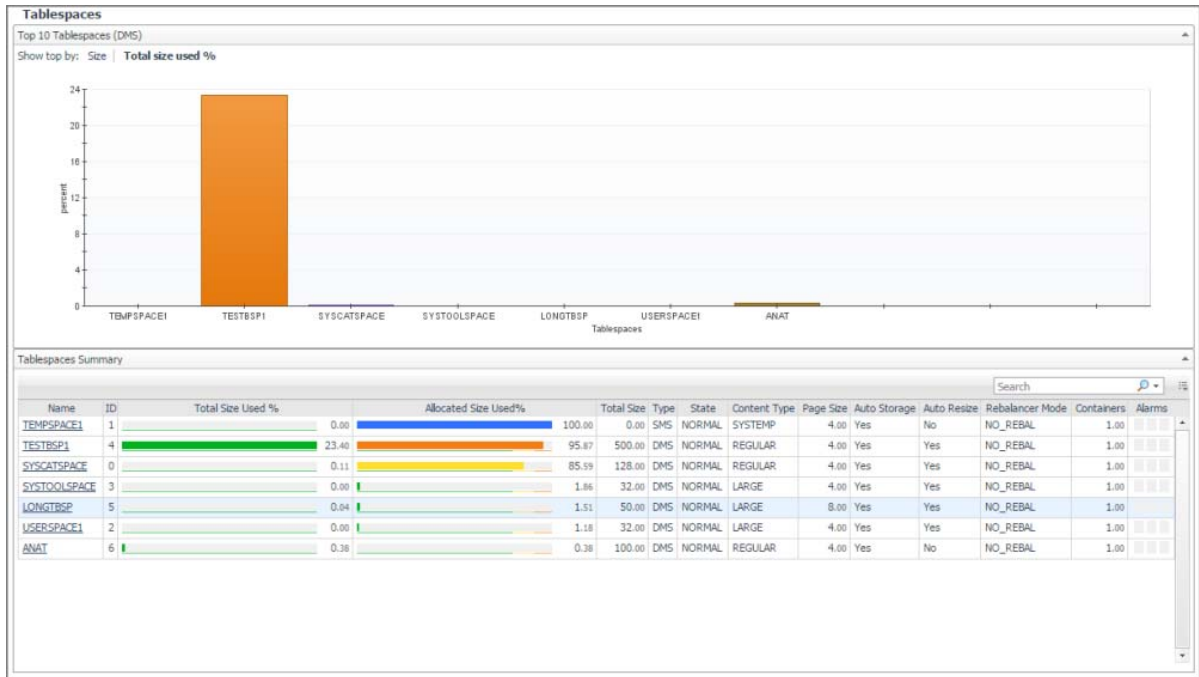 Tablespaces
Top 10 Tablespaces (DMS)
Show top by: Size | Total size used %
24
20
16
12
8
4
0
percent
TEMPSPACE1 TESTBSP1 SYSCATSPACE SYSTOOLSPACE LONGTBSP USERSPACE1 ANAT
Tablespaces
Tablespaces Summary
Search
Name ID Total Size Used % Allocated Size Used% Total Size Type State Content Type Page Size Auto Storage Auto Resize Rebalancer Mode Containers Alarms
TEMPSPACE1 1 0.00 100.00 0.00 SMS NORMAL SYSTEMP 4.00 Yes No NO_REBAL 1.00
TESTBSP1 4 23.40 95.87 500.00 DMS NORMAL REGULAR 4.00 Yes Yes NO_REBAL 1.00
SYSCATSPACE 0 0.11 85.59 128.00 DMS NORMAL REGULAR 4.00 Yes Yes NO_REBAL 1.00
SYSTOOLSPACE 3 0.00 1.86 32.00 DMS NORMAL LARGE 4.00 Yes Yes NO_REBAL 1.00
LONGTBSP 5 0.04 1.51 50.00 DMS NORMAL LARGE 8.00 Yes Yes NO_REBAL 1.00
USERSPACE1 2 0.00 1.18 32.00 DMS NORMAL LARGE 4.00 Yes Yes NO_REBAL 1.00
ANAT 6 0.38 0.38 100.00 DMS NORMAL REGULAR 4.00 Yes No NO_REBAL 1.00